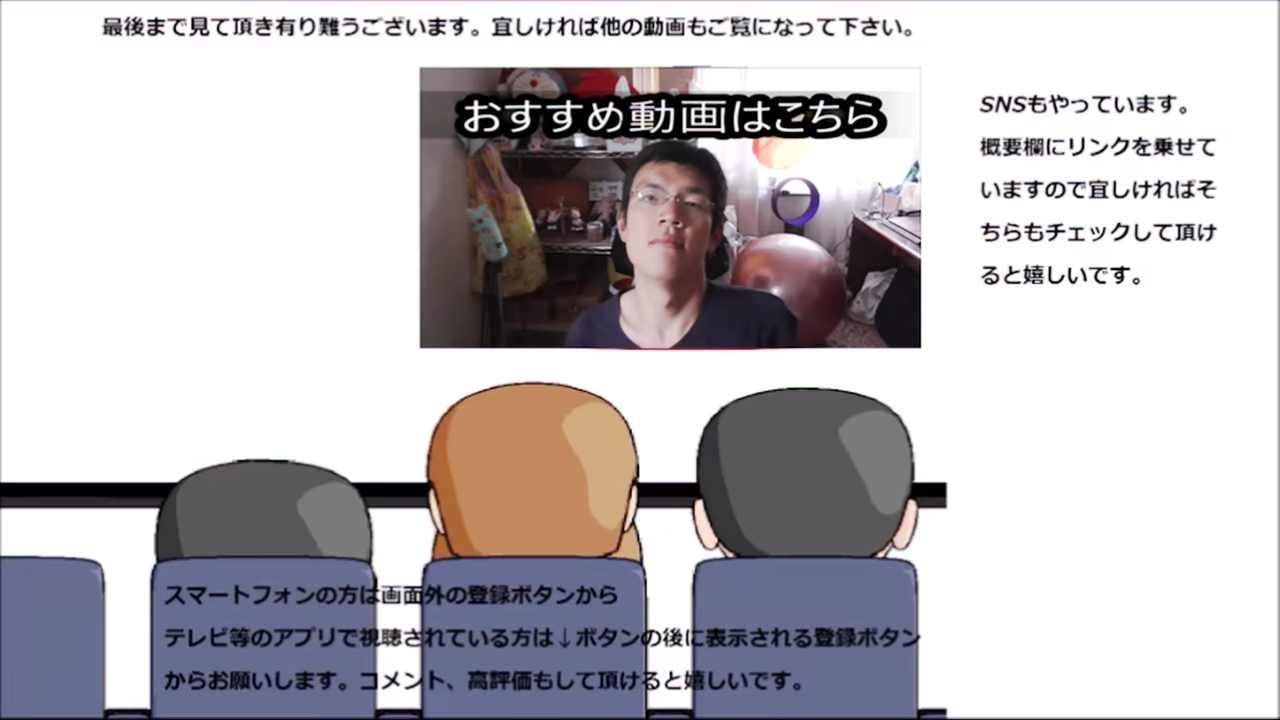 最後まで見て頂き有り難うございます。宜しければ他の動画もご覧になって下さい。
おすすめ動画はこちら
SNSもやっています。
概要欄にリンクを乗せて
いますので宜しければそ
ちらもチェックして頂け
ると嬉しいです。
スマートフォンの方は画面外の登録ボタンから
テレビ等のアプリで視聴されている方は↓ボタンの後に表示される登録ボタン
からお願いします。コメント、高評価もして頂けると嬉しいです。